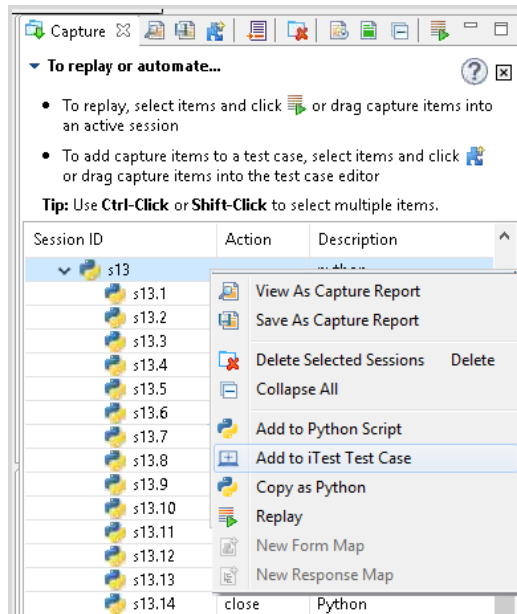 Capture
To replay or automate...
To replay, select items and click or drag capture items into
an active session
To add capture items to a test case, select items and click
or drag capture items into the test case editor
Tip: Use Ctrl-Click or Shift-Click to select multiple items.
Session ID Action Description
s13
s13.1
s13.2
s13.3
s13.4
s13.5
s13.6
s13.7
s13.8
s13.9
s13.10
s13.11
s13.12
s13.13
s13.14 close Python
View As Capture Report
Save As Capture Report
Delete Selected Sessions Delete
Collapse All
Add to Python Script
Add to iTest Test Case
Copy as Python
Replay
New Form Map
New Response Map